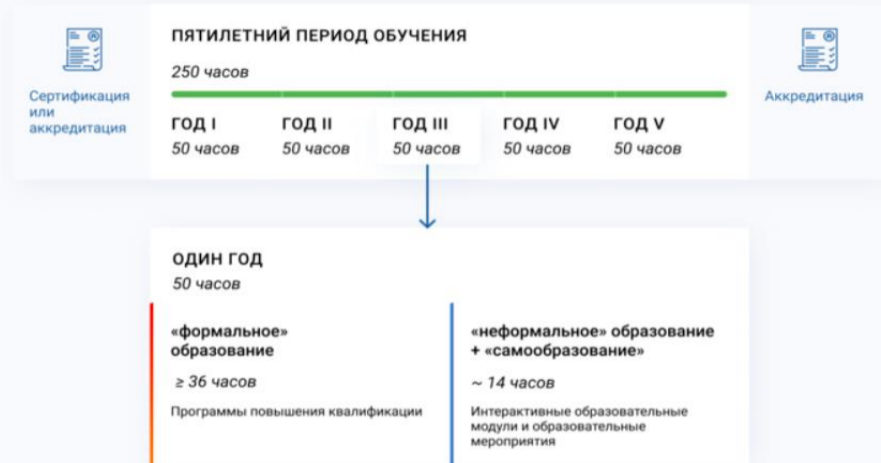 ПЯТИЛЕТНИЙ ПЕРИОД ОБУЧЕНИЯ
250 часов
Сертификация
или
аккредитация
Аккредитация
ГОД I
50 часов
ГОД II
50 часов
ГОД III
50 часов
ГОД IV
50 часов
ГОД V
50 часов
ОДИН ГОД
50 часов
«формальное»
образование
≥ 36 часов
Программы повышения квалификации
«неформальное» образование
+ «самообразование»
~ 14 часов
Интерактивные образовательные
модули и образовательные
мероприятия